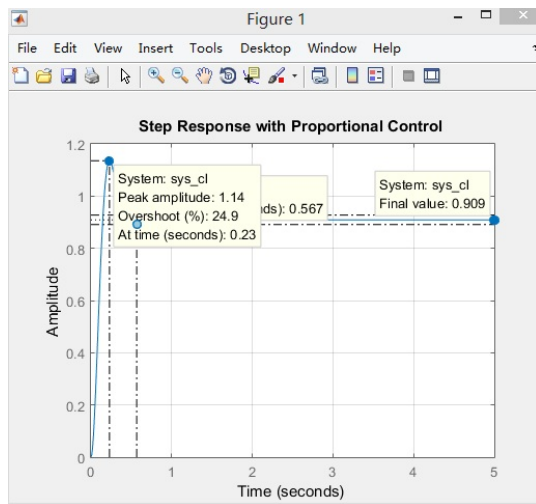 Figure 1
File Edit View Insert Tools Desktop Window Help
Step Response with Proportional Control
1.2
1
0.8
0.6
0.4
0.2
0
Amplitude
System: sys_cl
Peak amplitude: 1.14
Overshoot (%): 24.9
At time (seconds): 0.23
0.567
System: sys_cl
Final value: 0.909
0 1 2 3 4 5
Time (seconds)